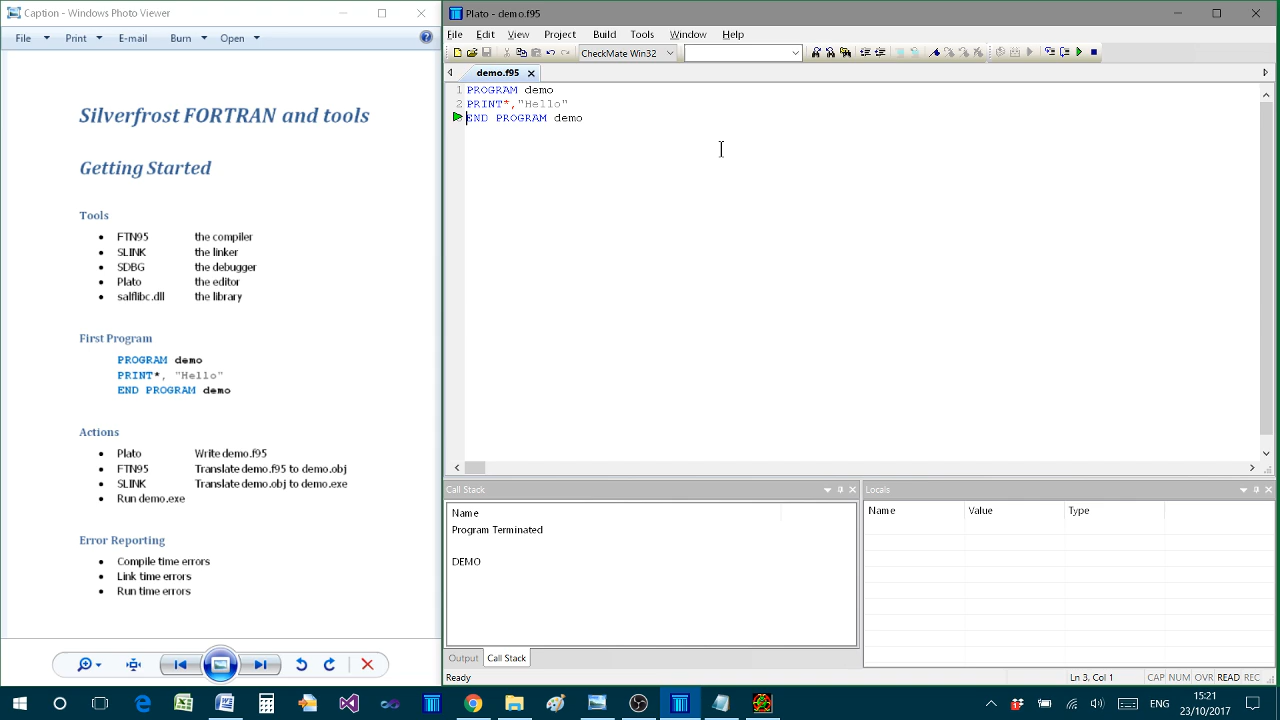 Caption - Windows Photo Viewer
File Print E-mail Burn Open
Silverfrost FORTRAN and tools
Getting Started
Tools
• FTN95 the compiler
• SLINK the linker
• SDBG the debugger
• Plato the editor
• salflibc.dll the library
First Program
PROGRAM demo
PRINT*, "Hello"
END PROGRAM demo
Actions
• Plato Write demo.f95
• FTN95 Translate demo.f95 to demo.obj
• SLINK Translate demo.obj to demo.exe
• Run demo.exe
Error Reporting
• Compile time errors
• Link time errors
• Run time errors
Plato - demo.f95
File Edit View Project Build Tools Window Help
CheckMate Win32
demo.f95
1 PROGRAM demo
2 PRINT*,"Hello"
END PROGRAM demo
Call Stack
Name
Program Terminated
DEMO
Output Call Stack
Locals
Name Value Type
Ready Ln 3, Col 1 CAP NUM OVR READ REC
ENG
15:21
23/10/2017